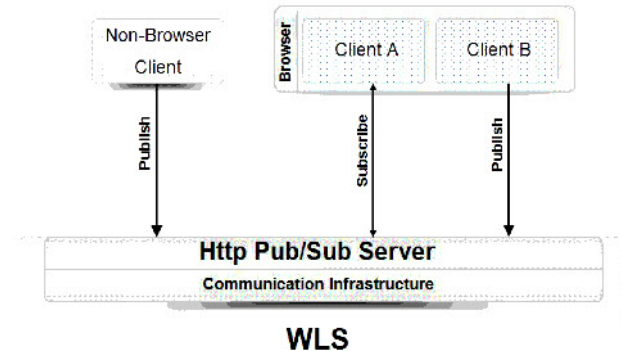 Non-Browser
Client
Browser
Client A
Client B
Publish
Subscribe
Publish
Http Pub/Sub Server
Communication Infrastructure
WLS